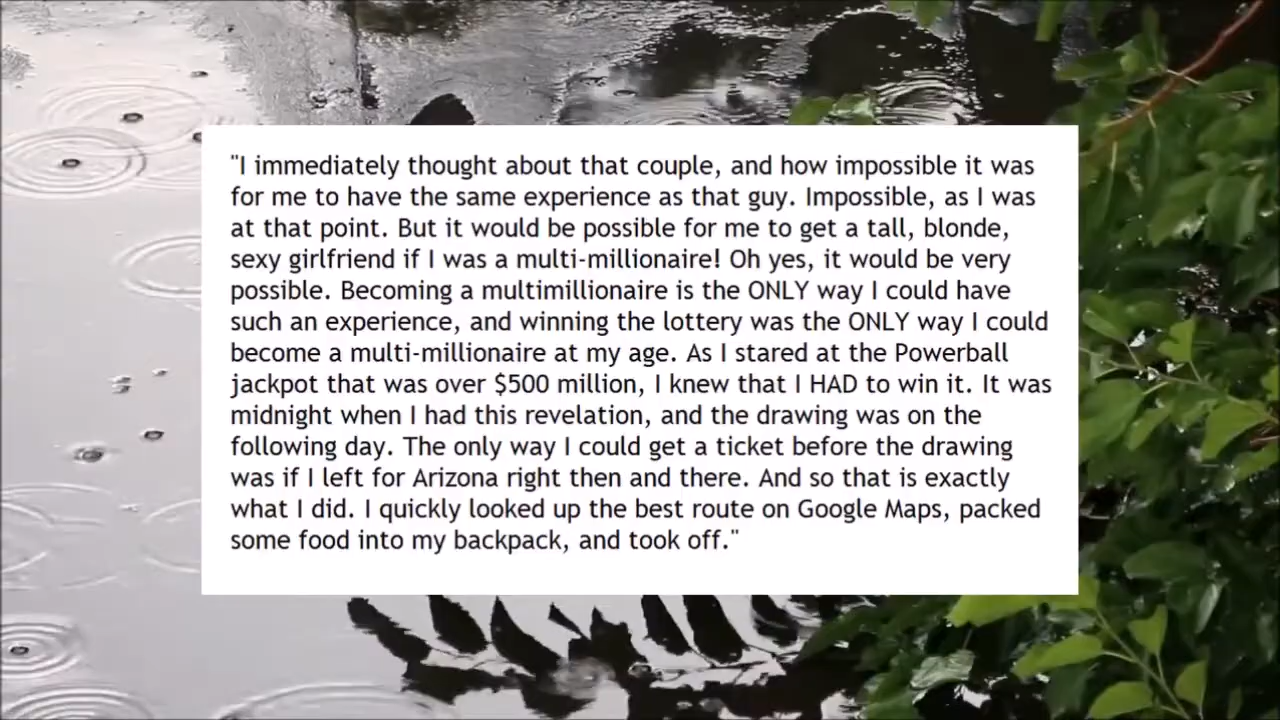 "I immediately thought about that couple, and how impossible it was
for me to have the same experience as that guy. Impossible, as I was
at that point. But it would be possible for me to get a tall, blonde,
sexy girlfriend if I was a multi-millionaire! Oh yes, it would be very
possible. Becoming a multimillionaire is the ONLY way I could have
such an experience, and winning the lottery was the ONLY way I could
become a multi-millionaire at my age. As I stared at the Powerball
jackpot that was over $500 million, I knew that I HAD to win it. It was
midnight when I had this revelation, and the drawing was on the
following day. The only way I could get a ticket before the drawing
was if I left for Arizona right then and there. And so that is exactly
what I did. I quickly looked up the best route on Google Maps, packed
some food into my backpack, and took off."